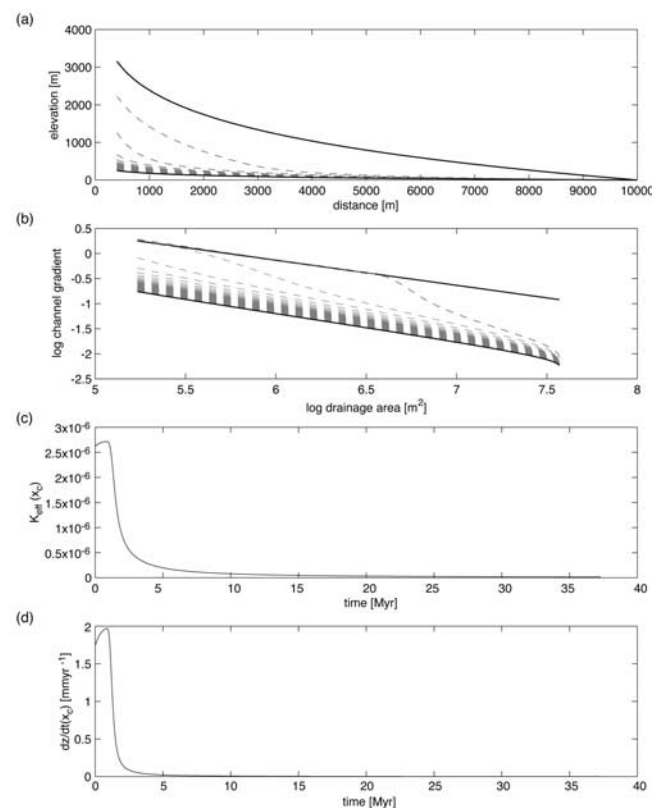 (a)
4000
3000
2000
1000
0
elevation [m]
0 1000 2000 3000 4000 5000 6000 7000 8000 9000 10000
distance [m]
(b)
0.5
0
-0.5
-1
-1.5
-2
-2.5
log channel gradient
5 5.5 6 6.5 7 7.5 8
log drainage area [m²]
(c)
3x10⁻⁶
2.5x10⁻⁶
2x10⁻⁶
1.5x10⁻⁶
1x10⁻⁶
0.5x10⁻⁶
0
K_eff (x_c)
0 5 10 15 20 25 30 35 40
time [Myr]
(d)
2
1.5
1
0.5
0
dz/dt(x_c) [mmyr ⁻¹]
0 5 10 15 20 25 30 35 40
time [Myr]